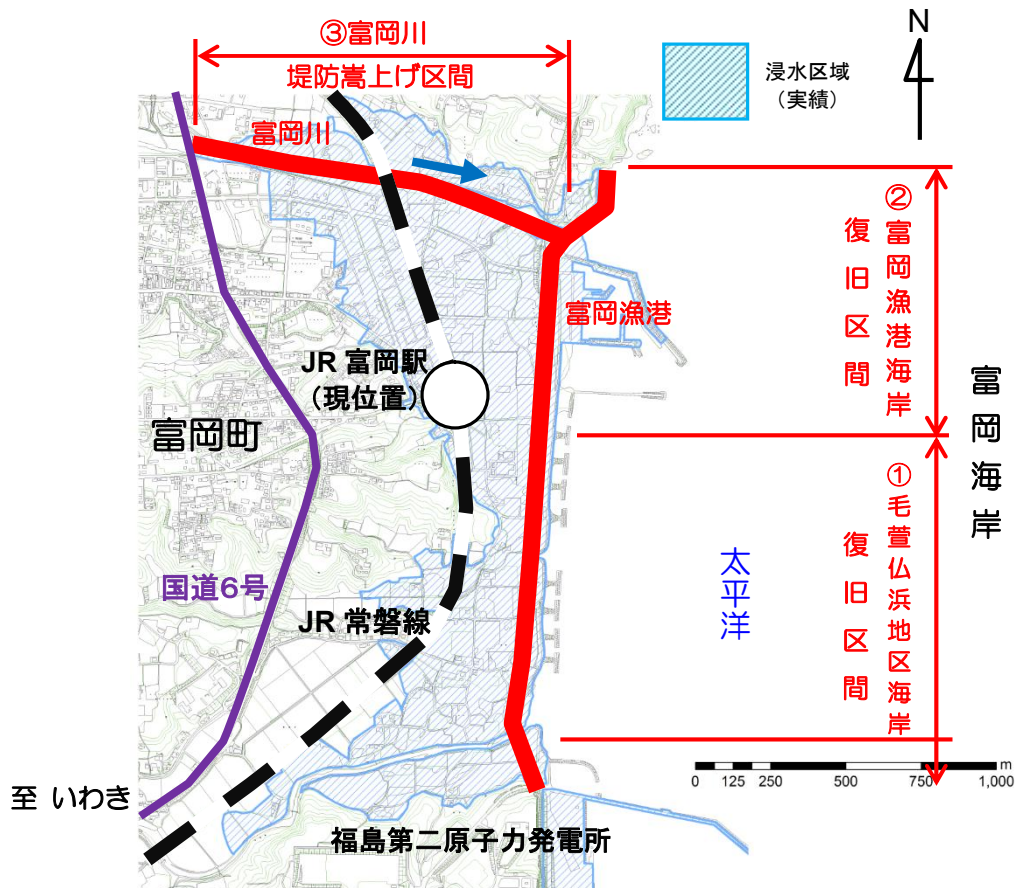 ③富岡川
堤防嵩上げ区間
浸水区域
（実績）
N
富岡川
②富岡漁港海岸
復旧区間
富岡漁港
JR 富岡駅
（現位置）
富岡町
富岡海岸
①毛萱仏浜地区海岸
復旧区間
太平洋
国道6号
JR 常磐線
m
0 125 250 500 750 1,000
至 いわき
福島第二原子力発電所